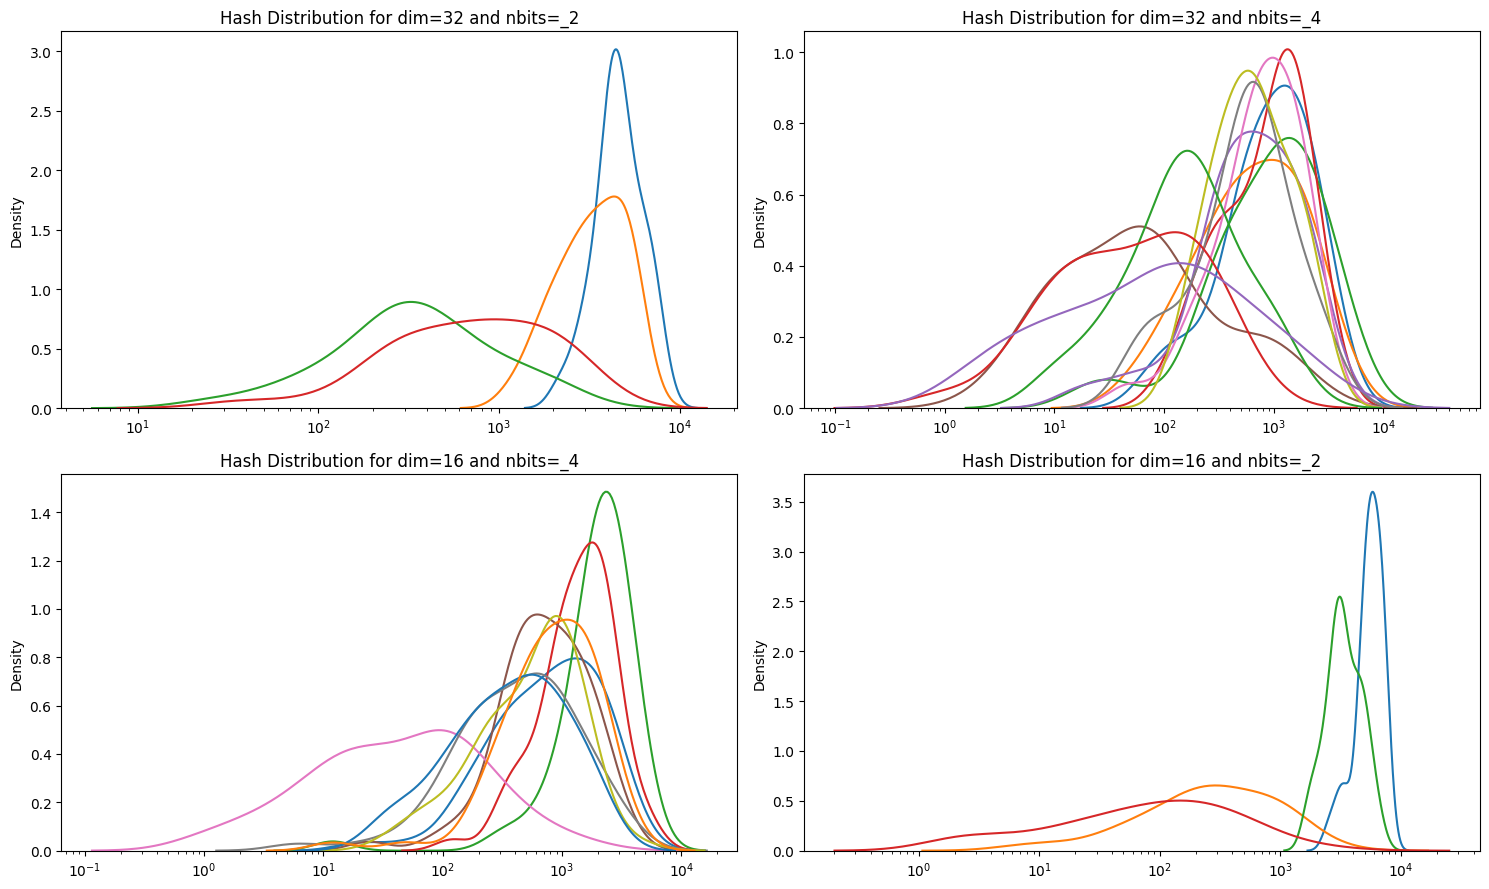 Hash Distribution for dim=32 and nbits=_2
Density
3.0
2.5
2.0
1.5
1.0
0.5
0.0
10¹ 10² 10³ 10⁴
Hash Distribution for dim=32 and nbits=_4
Density
1.0
0.8
0.6
0.4
0.2
0.0
10⁻¹ 10⁰ 10¹ 10² 10³ 10⁴
Hash Distribution for dim=16 and nbits=_4
Density
1.4
1.2
1.0
0.8
0.6
0.4
0.2
0.0
10⁻¹ 10⁰ 10¹ 10² 10³ 10⁴
Hash Distribution for dim=16 and nbits=_2
Density
3.5
3.0
2.5
2.0
1.5
1.0
0.5
0.0
10⁰ 10¹ 10² 10³ 10⁴